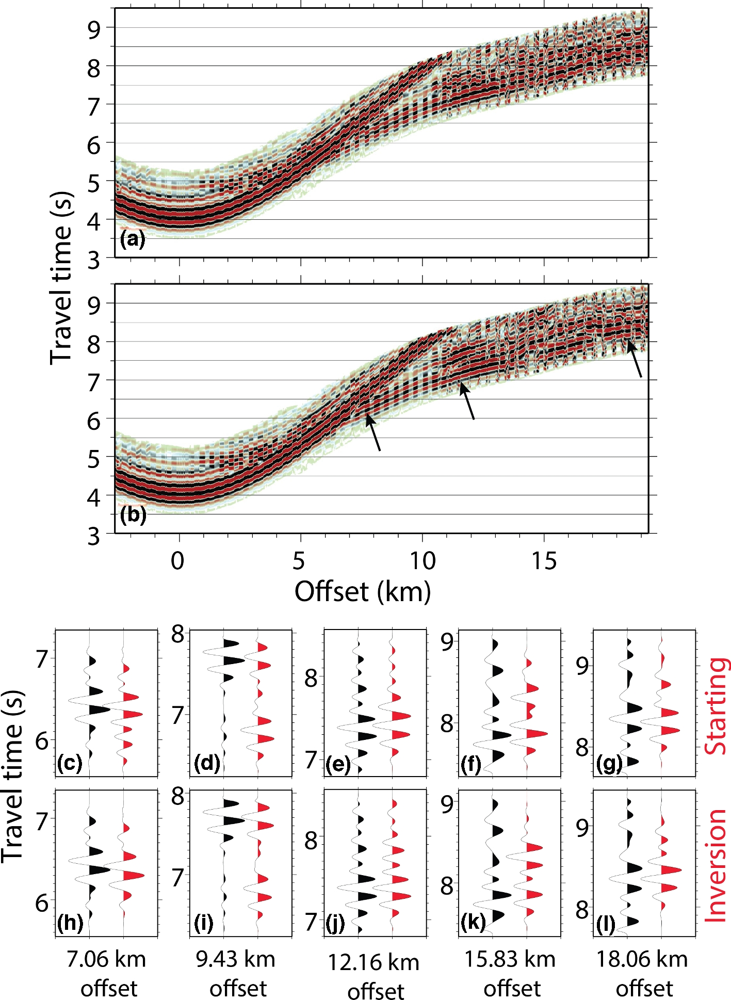 9
8
7
6
5
4
3
(a)
Travel time (s)
9
8
7
6
5
4
3
(b)
0 5 10 15
Offset (km)
7
6
(c)
8
7
(d)
8
7
(e)
9
8
(f)
9
8
(g)
Starting
Travel time (s)
7
6
(h)
8
7
(i)
8
7
(j)
9
8
(k)
9
8
(l)
Inversion
7.06 km
offset
9.43 km
offset
12.16 km
offset
15.83 km
offset
18.06 km
offset